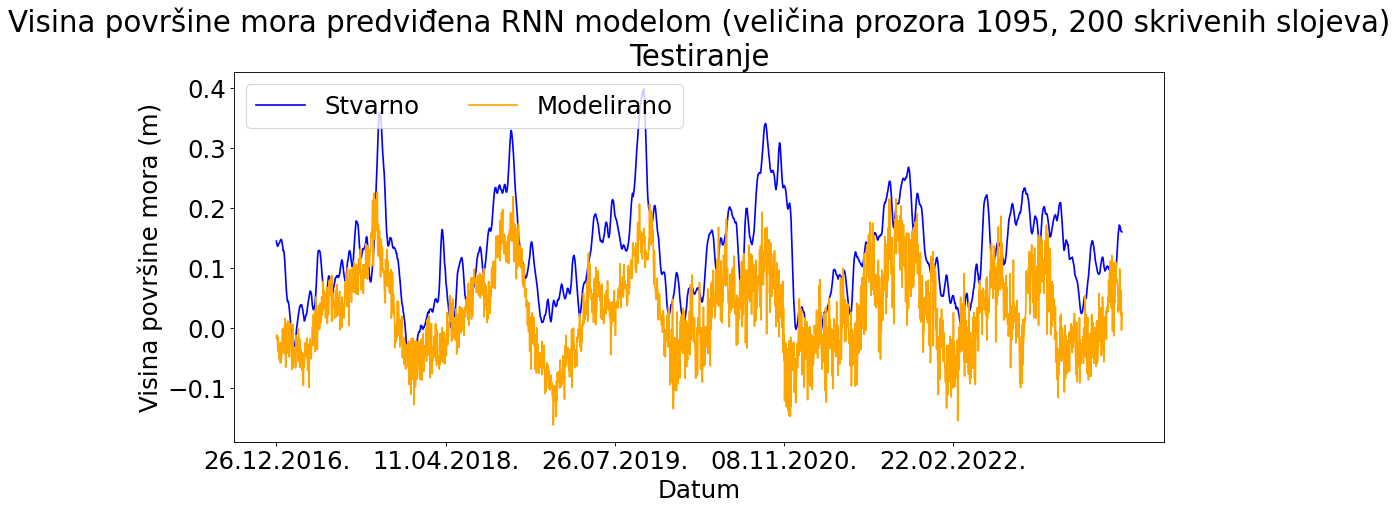 Visina površine mora predviđena RNN modelom (veličina prozora 1095, 200 skrivenih slojeva)
Testiranje
Stvarno
Modelirano
Visina površine mora (m)
0.4
0.3
0.2
0.1
0.0
−0.1
26.12.2016.
11.04.2018.
26.07.2019.
08.11.2020.
22.02.2022.
Datum